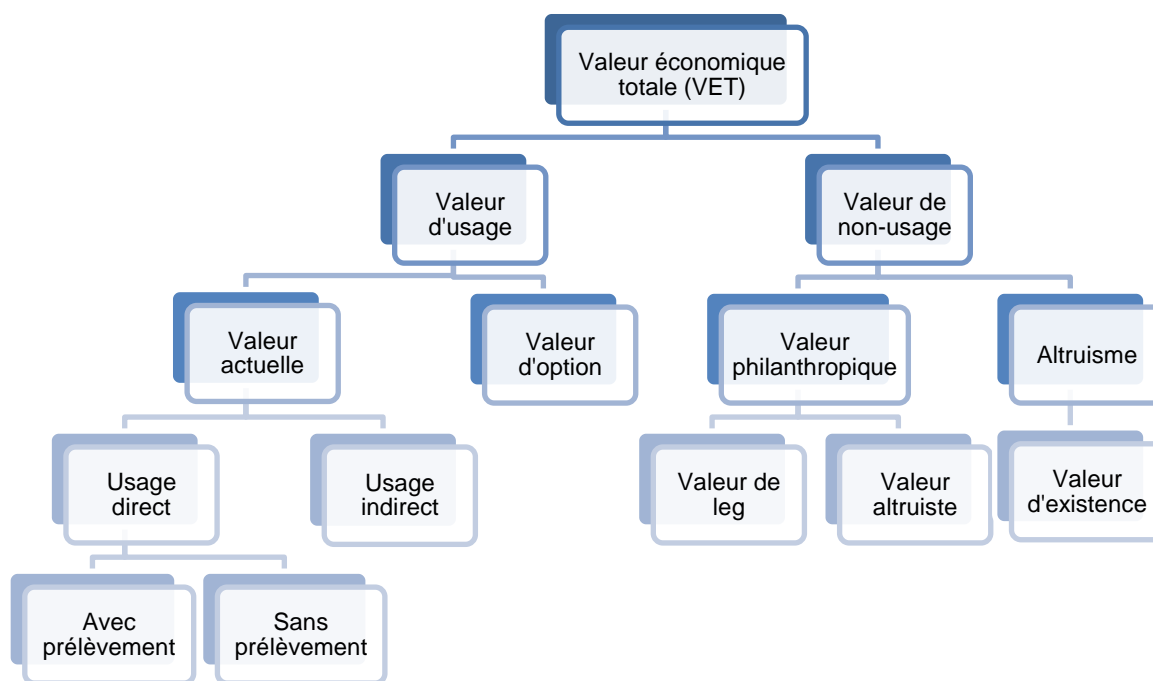 Valeur économique
totale (VET)
Valeur
d'usage
Valeur de
non-usage
Valeur
actuelle
Valeur
d'option
Valeur
philanthropique
Altruisme
Usage
direct
Usage
indirect
Valeur de
leg
Valeur
altruiste
Valeur
d'existence
Avec
prélèvement
Sans
prélèvement